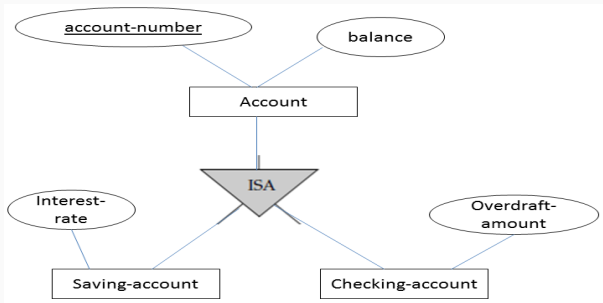 account-number
balance
Account
ISA
Interest-
rate
Overdraft-
amount
Saving-account
Checking-account